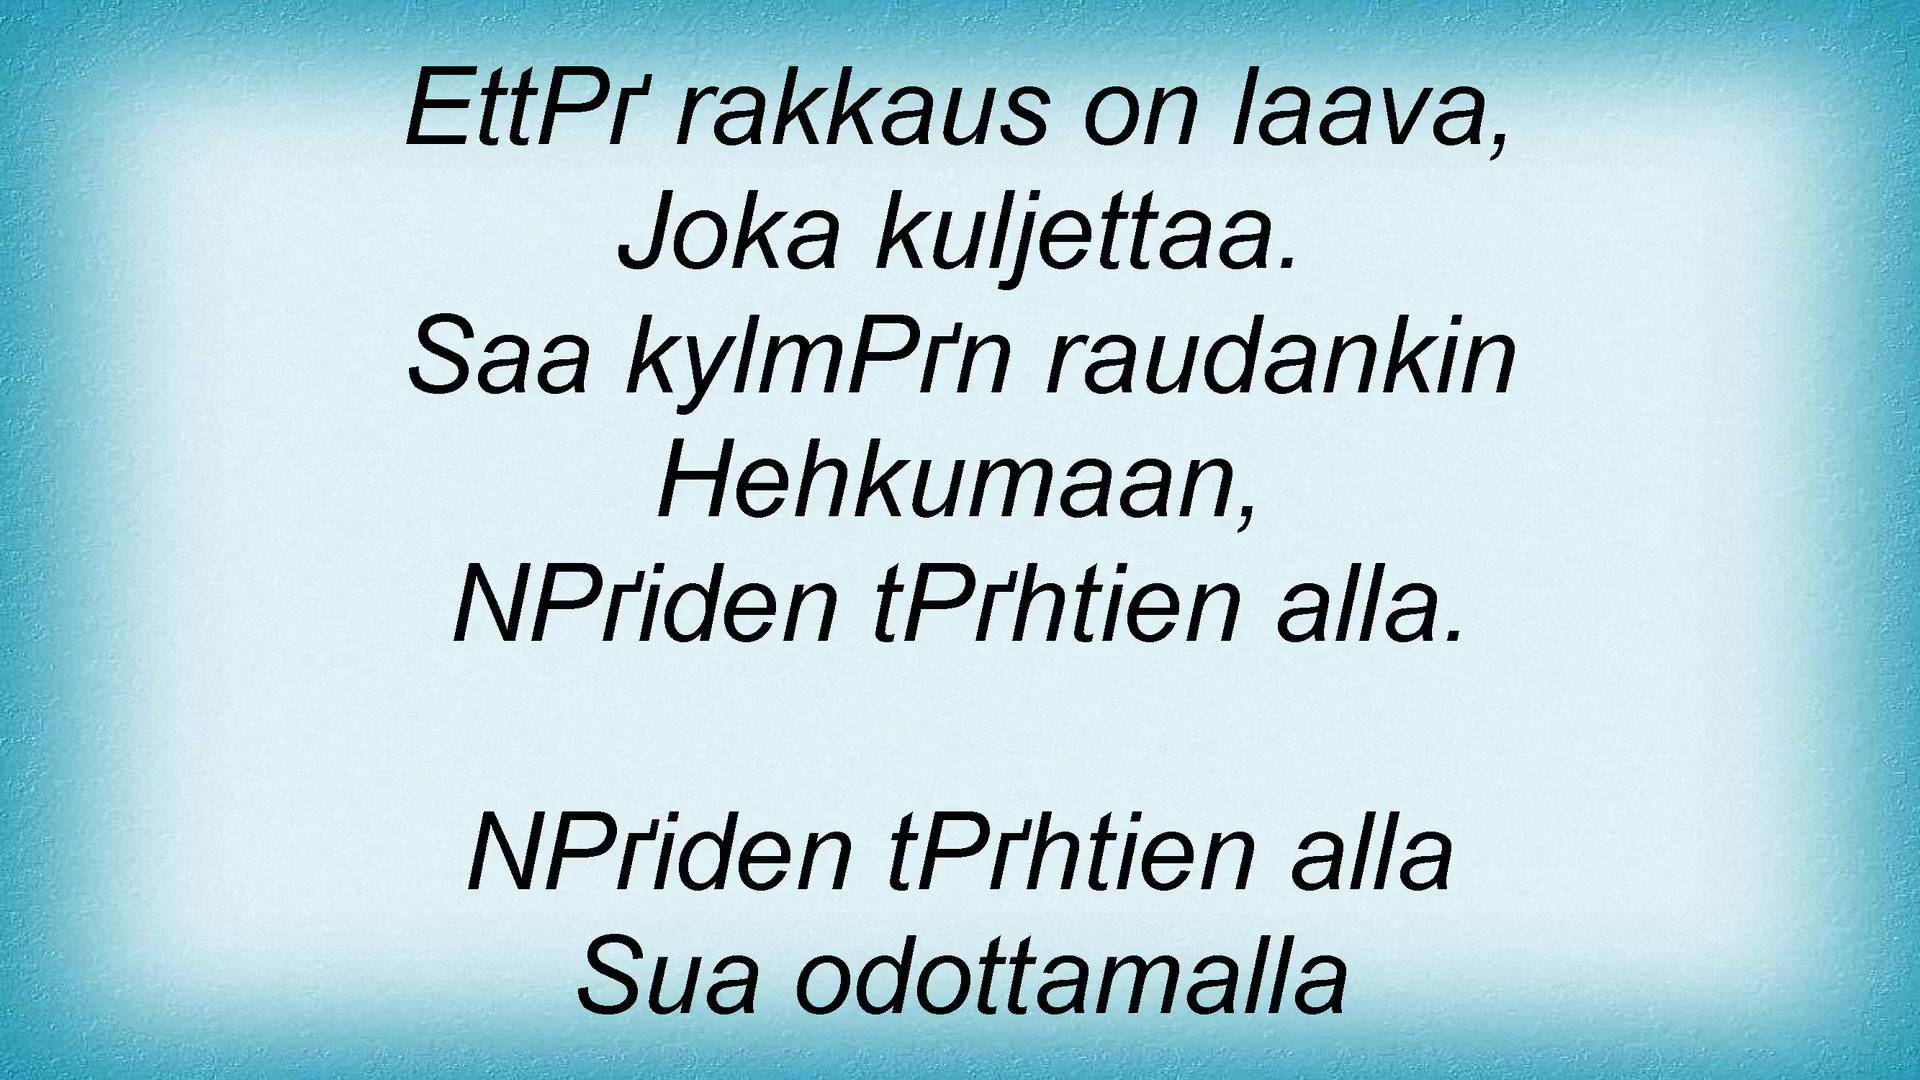 EttPґ rakkaus on laava,
Joka kuljettaa.
Saa kylmPґn raudankin
Hehkumaan,
NPґiden tPґhtien alla.
NPґiden tPґhtien alla
Sua odottamalla